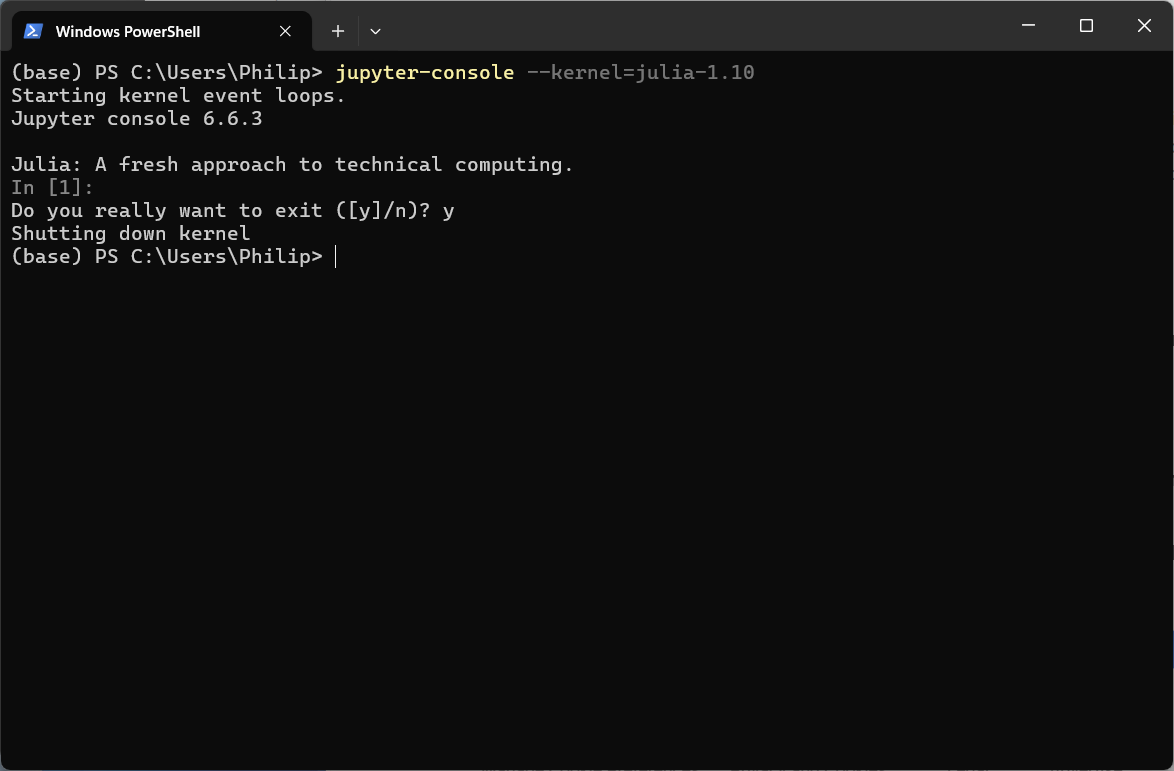 Windows PowerShell
(base) PS C:\Users\Philip> jupyter-console --kernel=julia-1.10
Starting kernel event loops.
Jupyter console 6.6.3
Julia: A fresh approach to technical computing.
In [1]:
Do you really want to exit ([y]/n)? y
Shutting down kernel
(base) PS C:\Users\Philip>